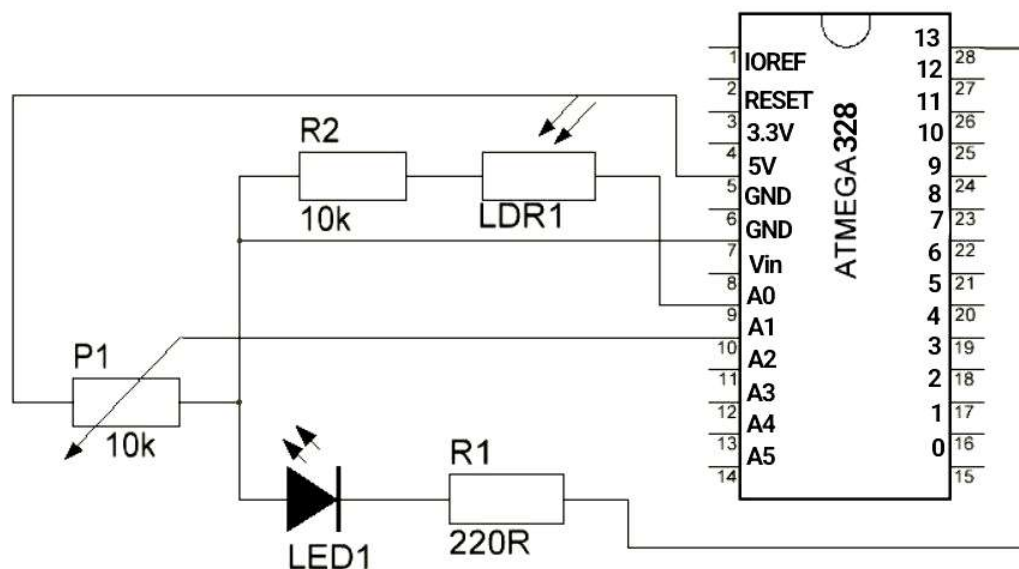 R2
10k
LDR1
P1
10k
LED1
R1
220R
ATMEGA328
1
2
3
4
5
6
7
8
9
10
11
12
13
14
IOREF
RESET
3.3V
5V
GND
GND
Vin
A0
A1
A2
A3
A4
A5
13
12
11
10
9
8
7
6
5
4
3
2
1
0
28
27
26
25
24
23
22
21
20
19
18
17
16
15